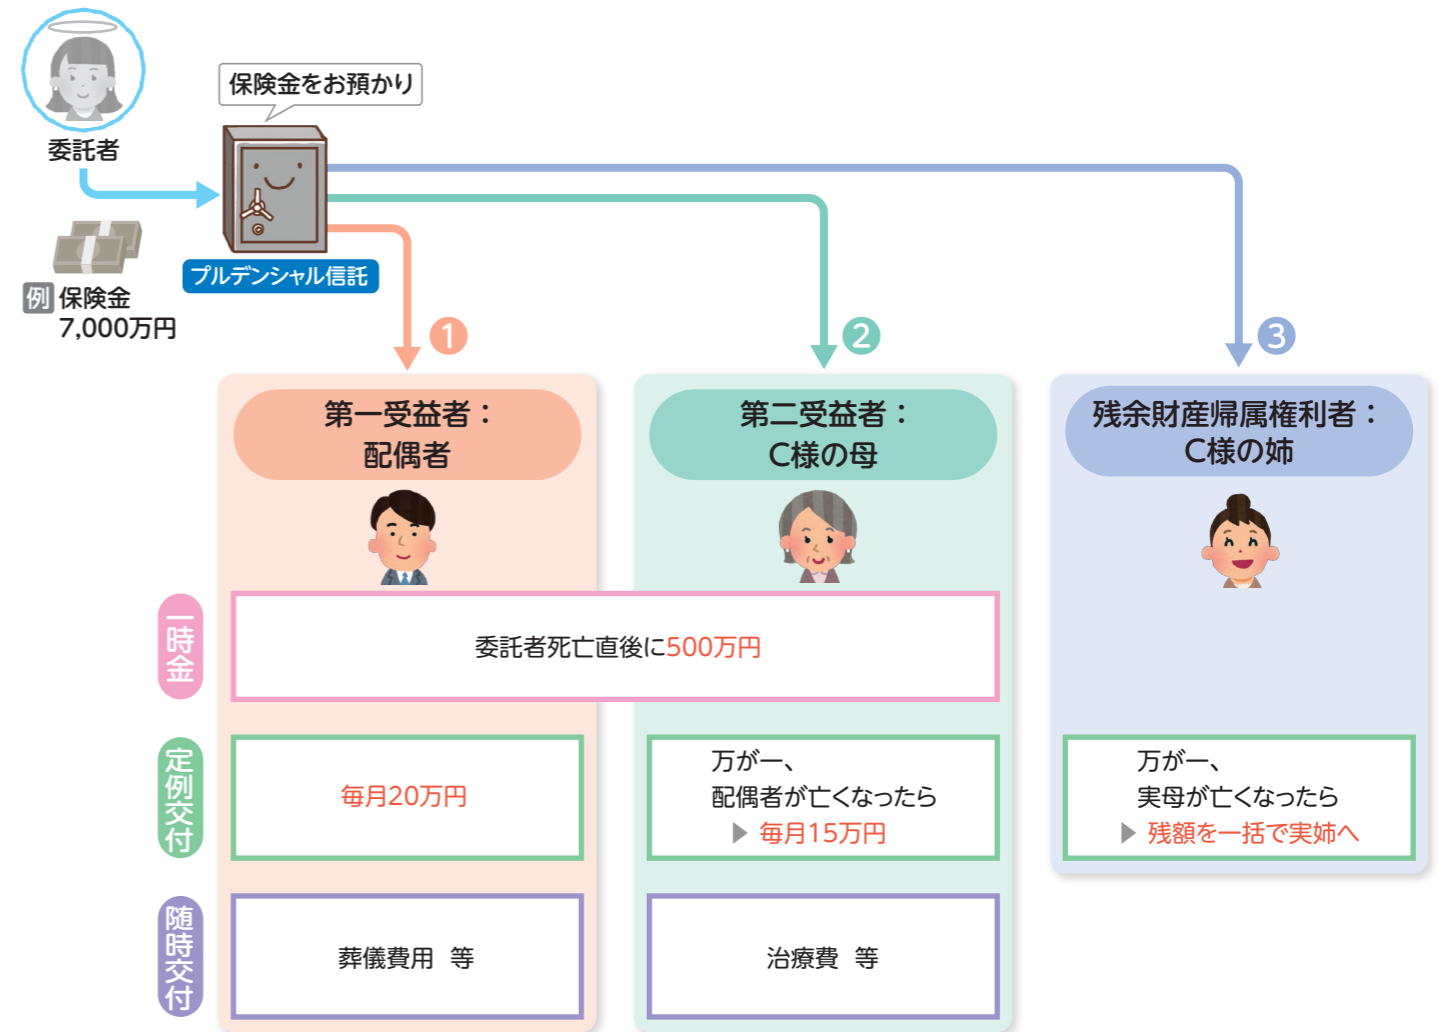 委託者
保険金をお預かり
プルデンシャル信託
例 保険金
7,000万円
1
2
3
第一受益者：
配偶者
第二受益者：
C様の母
残余財産帰属権利者：
C様の姉
一時金
委託者死亡直後に500万円
定例交付
毎月20万円
万が一、
配偶者が亡くなったら
▶ 毎月15万円
万が一、
実母が亡くなったら
▶ 残額を一括で実姉へ
随時交付
葬儀費用 等
治療費 等